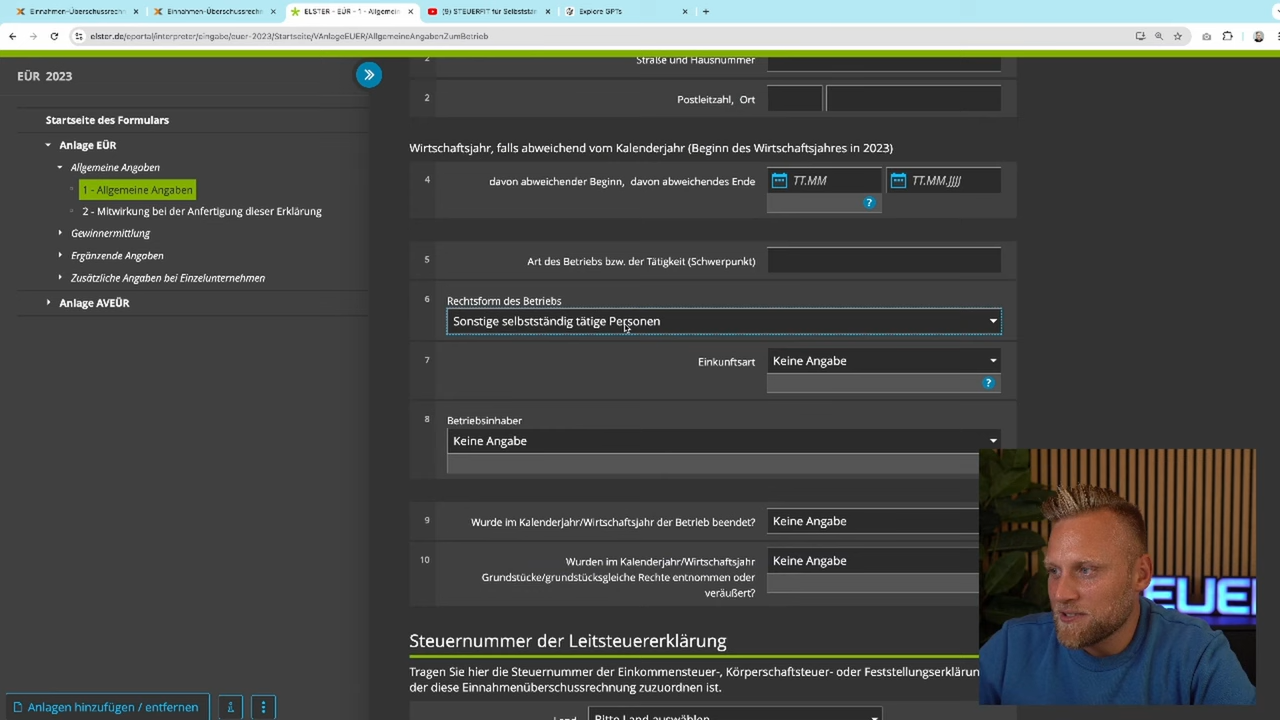 Einnahmen-Überschussrechn
Einnahmen-Überschussrechn
ELSTER - EÜR - 1 - Allgemein
(9) STEUERFIT für Selbststä
Explore GPTs
elster.de/eportal/interpreter/eingabe/euer-2023/Startseite/VAnlageEUER/AllgemeineAngabenZumBetrieb
EÜR 2023
Startseite des Formulars
Anlage EÜR
Allgemeine Angaben
1 - Allgemeine Angaben
2 - Mitwirkung bei der Anfertigung dieser Erklärung
Gewinnermittlung
Ergänzende Angaben
Zusätzliche Angaben bei Einzelunternehmen
Anlage AVEÜR
Anlagen hinzufügen / entfernen
2 Straße und Hausnummer
2 Postleitzahl, Ort
Wirtschaftsjahr, falls abweichend vom Kalenderjahr (Beginn des Wirtschaftsjahres in 2023)
4 davon abweichender Beginn, davon abweichendes Ende TT.MM TT.MM.JJJJ
?
5 Art des Betriebs bzw. der Tätigkeit (Schwerpunkt)
6 Rechtsform des Betriebs
Sonstige selbstständig tätige Personen
7 Einkunftsart Keine Angabe
?
8 Betriebsinhaber
Keine Angabe
9 Wurde im Kalenderjahr/Wirtschaftsjahr der Betrieb beendet? Keine Angabe
10 Wurden im Kalenderjahr/Wirtschaftsjahr Keine Angabe
Grundstücke/grundstücksgleiche Rechte entnommen oder
veräußert?
Steuernummer der Leitsteuererklärung
Tragen Sie hier die Steuernummer der Einkommensteuer-, Körperschaftsteuer- oder Feststellungserklärun
der diese Einnahmenüberschussrechnung zuzuordnen ist.
Land Bitte Land auswählen
EUE